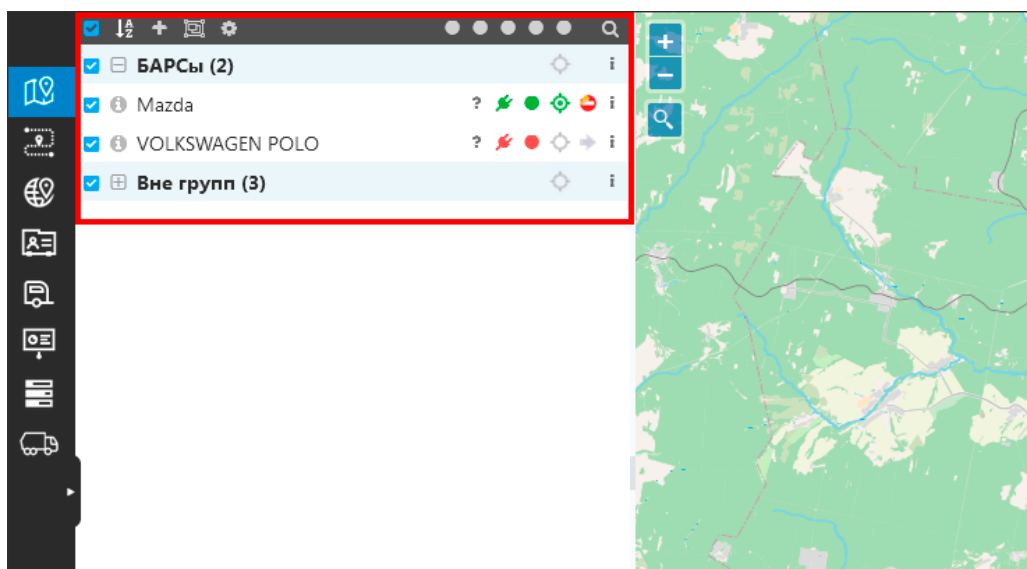 БАРСы (2)
Mazda ?
VOLKSWAGEN POLO ?
Вне групп (3)